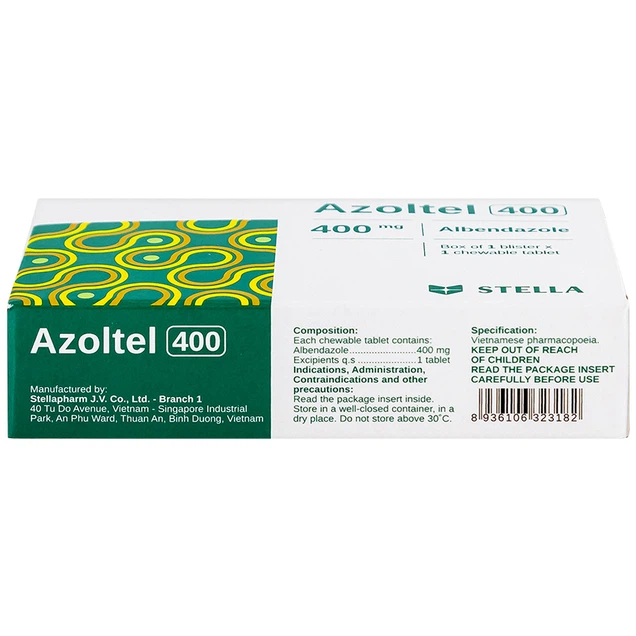 Azoltel 400
400 mg
Albendazole
Box of 1 blister x
1 chewable tablet
STELLA
Azoltel 400
Manufactured by:
Stellapharm J.V. Co., Ltd. - Branch 1
40 Tu Do Avenue, Vietnam - Singapore Industrial
Park, An Phu Ward, Thuan An, Binh Duong, Vietnam
Composition:
Each chewable tablet contains:
Albendazole........................400 mg
Excipients q.s .....................1 tablet
Indications, Administration,
Contraindications and other
precautions:
Read the package insert inside.
Store in a well-closed container, in a
dry place. Do not store above 30°C.
Specification:
Vietnamese pharmacopoeia.
KEEP OUT OF REACH
OF CHILDREN
READ THE PACKAGE INSERT
CAREFULLY BEFORE USE
8 936106 323182